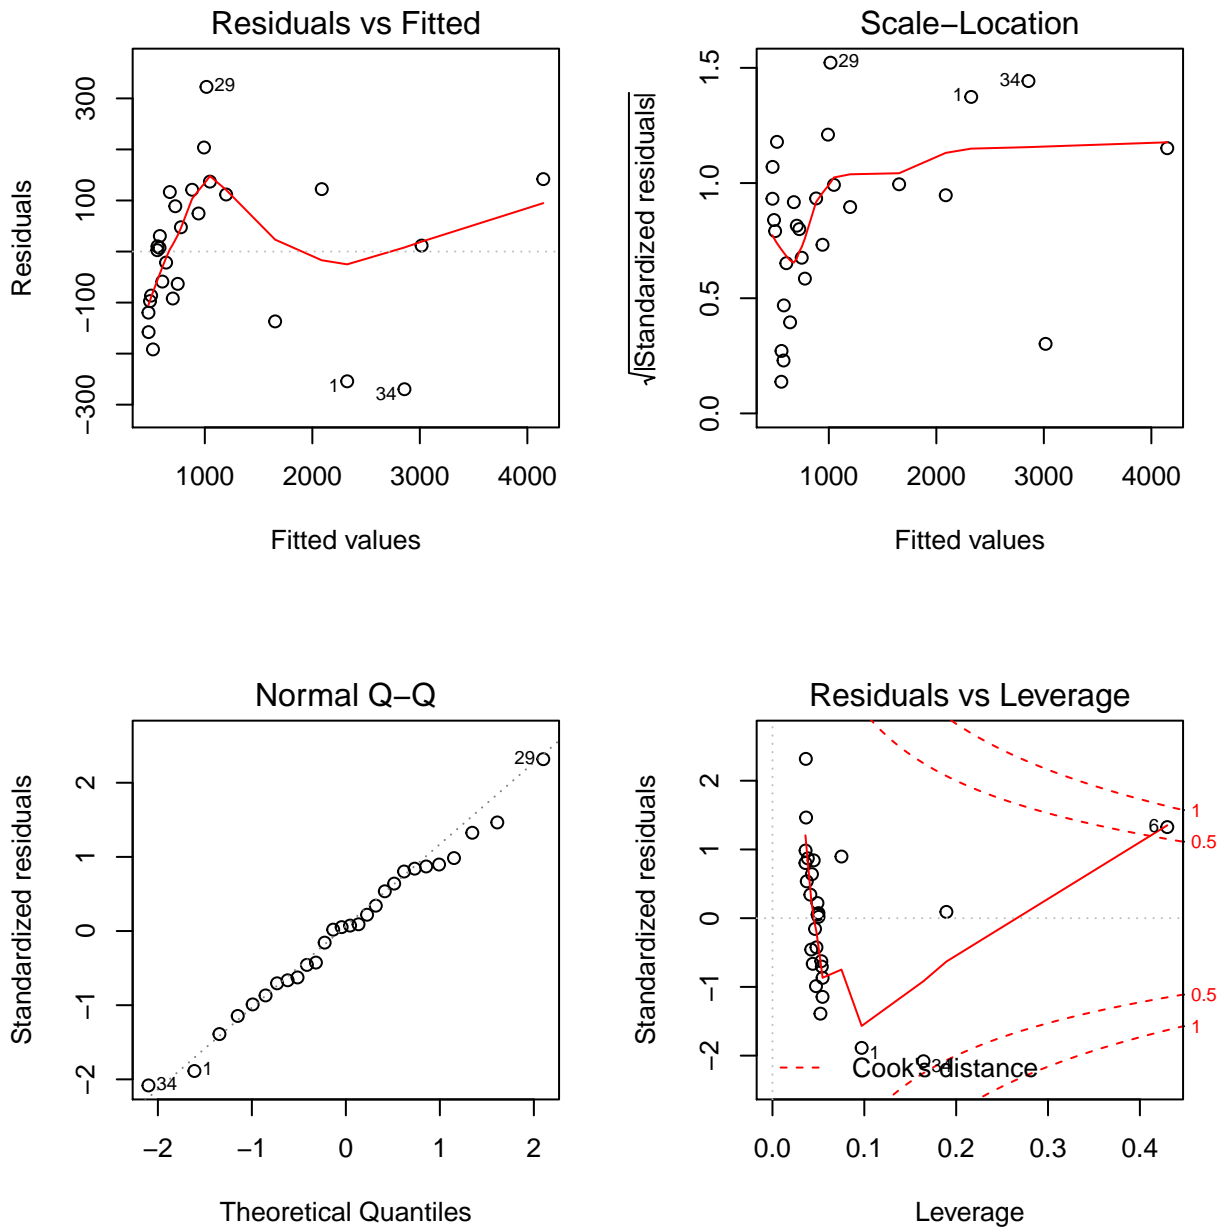 Residuals vs Fitted
Residuals
300
100
−100
−300
29
1
34
1000 2000 3000 4000
Fitted values
Scale−Location
√|Standardized residuals|
1.5
1.0
0.5
0.0
29
34
1
1000 2000 3000 4000
Fitted values
Normal Q−Q
Standardized residuals
2
1
0
−1
−2
29
1
34
−2 −1 0 1 2
Theoretical Quantiles
Residuals vs Leverage
Standardized residuals
2
1
0
−1
−2
6
1
34
1
0.5
0.5
1
Cook's distance
0.0 0.1 0.2 0.3 0.4
Leverage